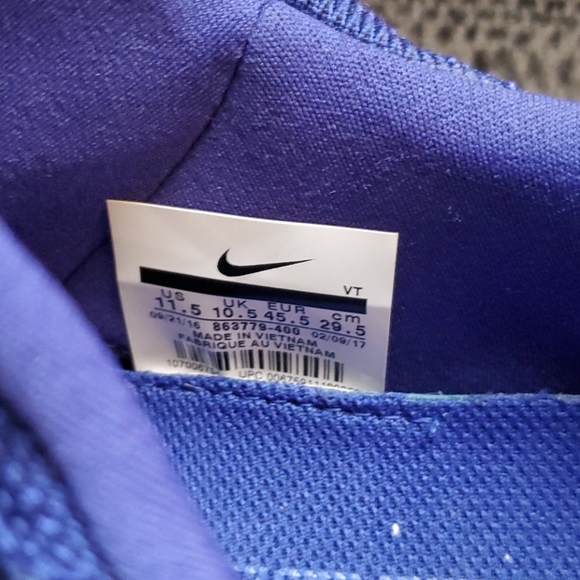 VT
US UK EUR cm
11.5 10.5 45.5 29.5
09/21/16 863779-400 02/09/17
MADE IN VIETNAM
FABRIQUE AU VIETNAM
UPC